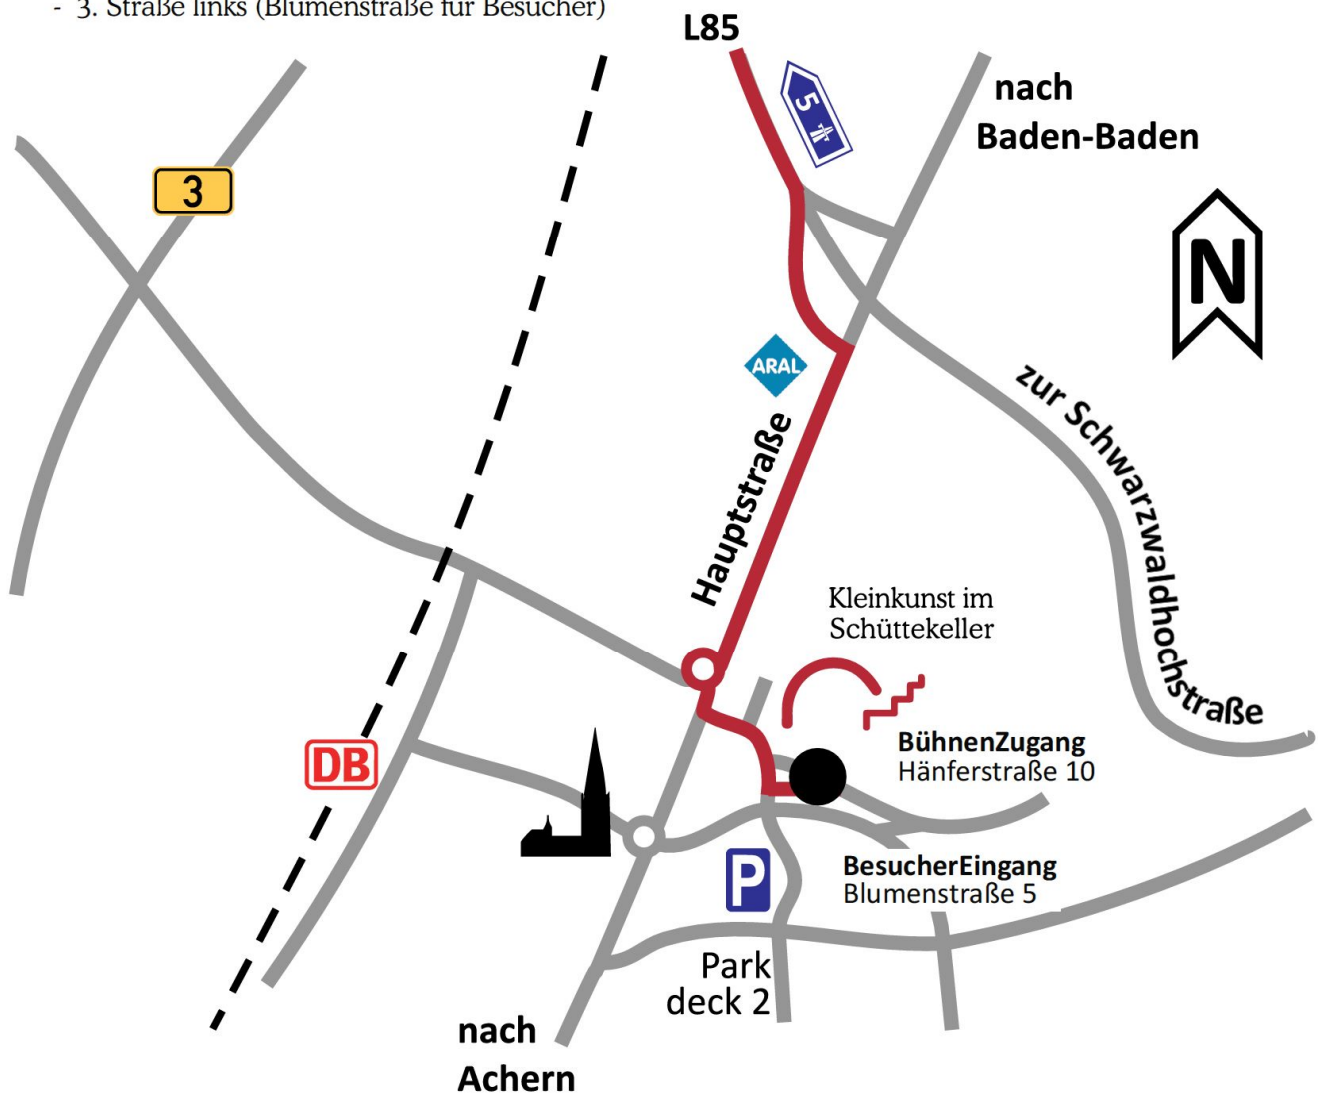 - 3. Straße links (Blumenstraße für Besucher)
L85
5
nach
Baden-Baden
3
N
ARAL
Hauptstraße
zur Schwarzwaldhochstraße
Kleinkunst im
Schüttekeller
BühnenZugang
Hänferstraße 10
DB
BesucherEingang
Blumenstraße 5
P
Park
deck 2
nach
Achern